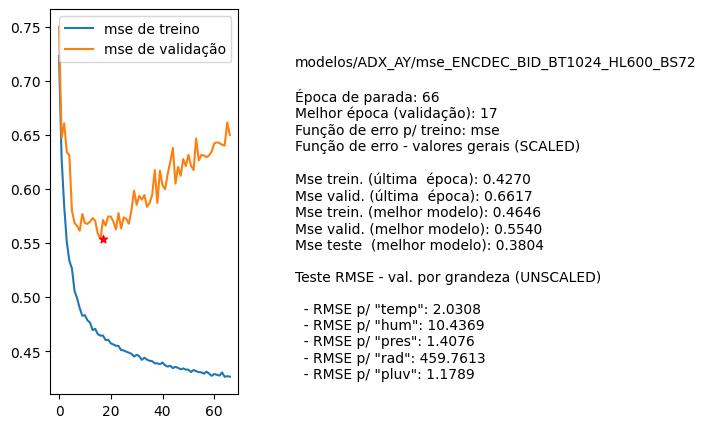 mse de treino
mse de validação
0.75
0.70
0.65
0.60
0.55
0.50
0.45
0
20
40
60
modelos/ADX_AY/mse_ENCDEC_BID_BT1024_HL600_BS72
Época de parada: 66
Melhor época (validação): 17
Função de erro p/ treino: mse
Função de erro - valores gerais (SCALED)
Mse trein. (última  época): 0.4270
Mse valid. (última  época): 0.6617
Mse trein. (melhor modelo): 0.4646
Mse valid. (melhor modelo): 0.5540
Mse teste  (melhor modelo): 0.3804
Teste RMSE - val. por grandeza (UNSCALED)
- RMSE p/ "temp": 2.0308
- RMSE p/ "hum": 10.4369
- RMSE p/ "pres": 1.4076
- RMSE p/ "rad": 459.7613
- RMSE p/ "pluv": 1.1789